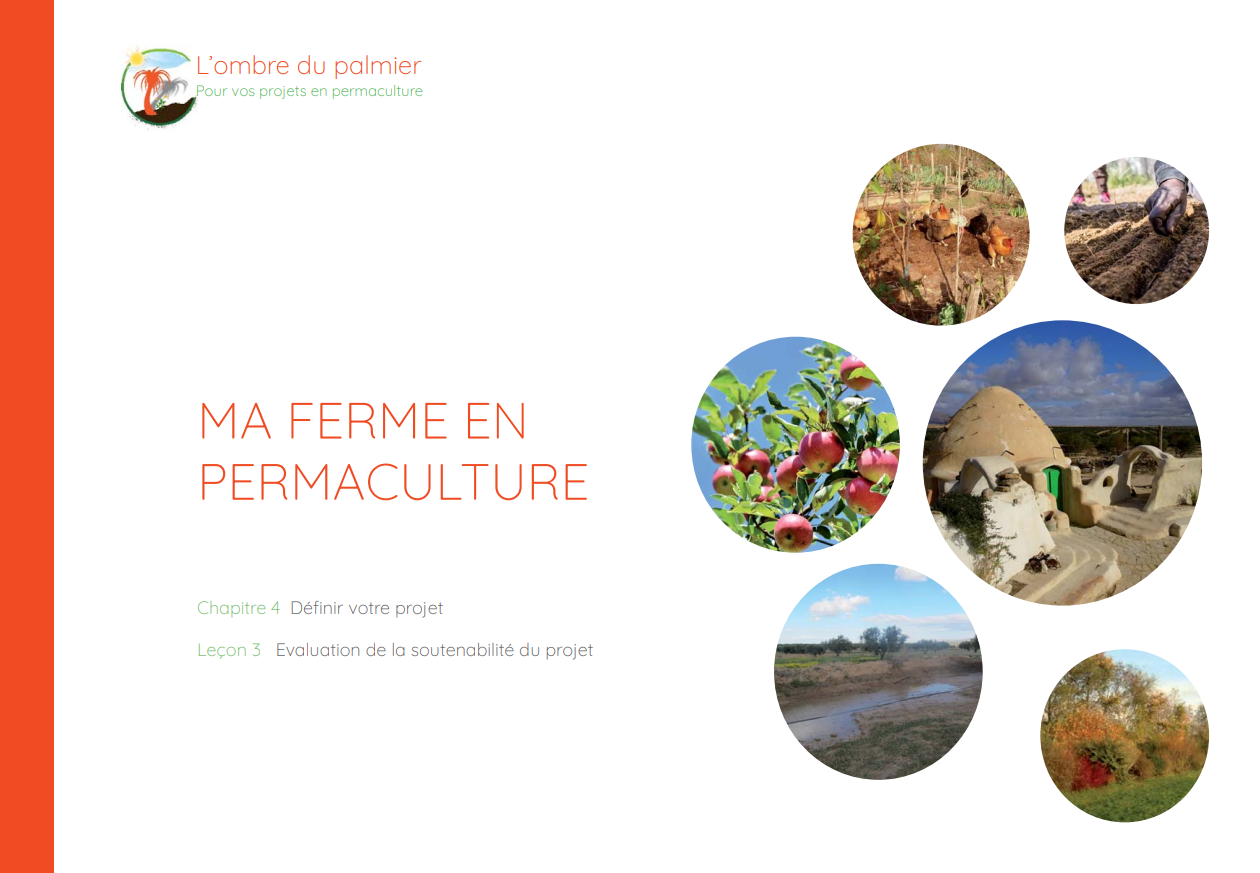 L'ombre du palmier
Pour vos projets en permaculture
MA FERME EN
PERMACULTURE
Chapitre 4 Définir votre projet
Leçon 3 Evaluation de la soutenabilité du projet